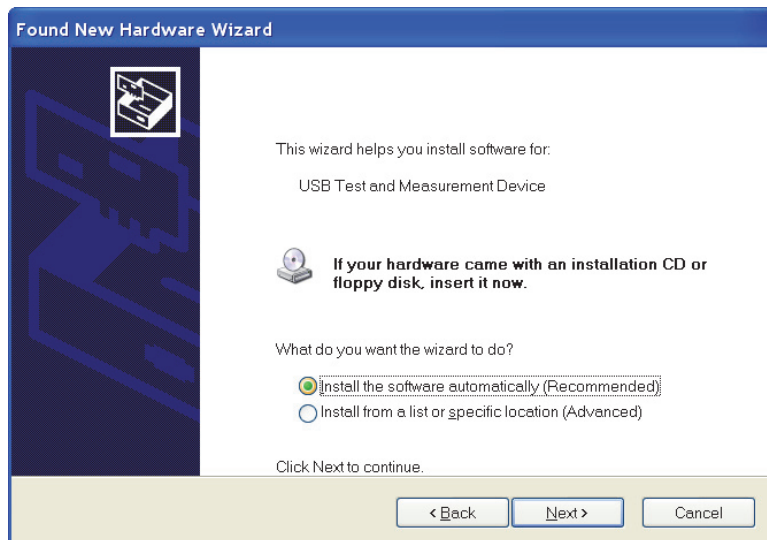 Found New Hardware Wizard
This wizard helps you install software for:
USB Test and Measurement Device
If your hardware came with an installation CD or
floppy disk, insert it now.
What do you want the wizard to do?
Install the software automatically (Recommended)
Install from a list or specific location (Advanced)
Click Next to continue.
< Back Next > Cancel